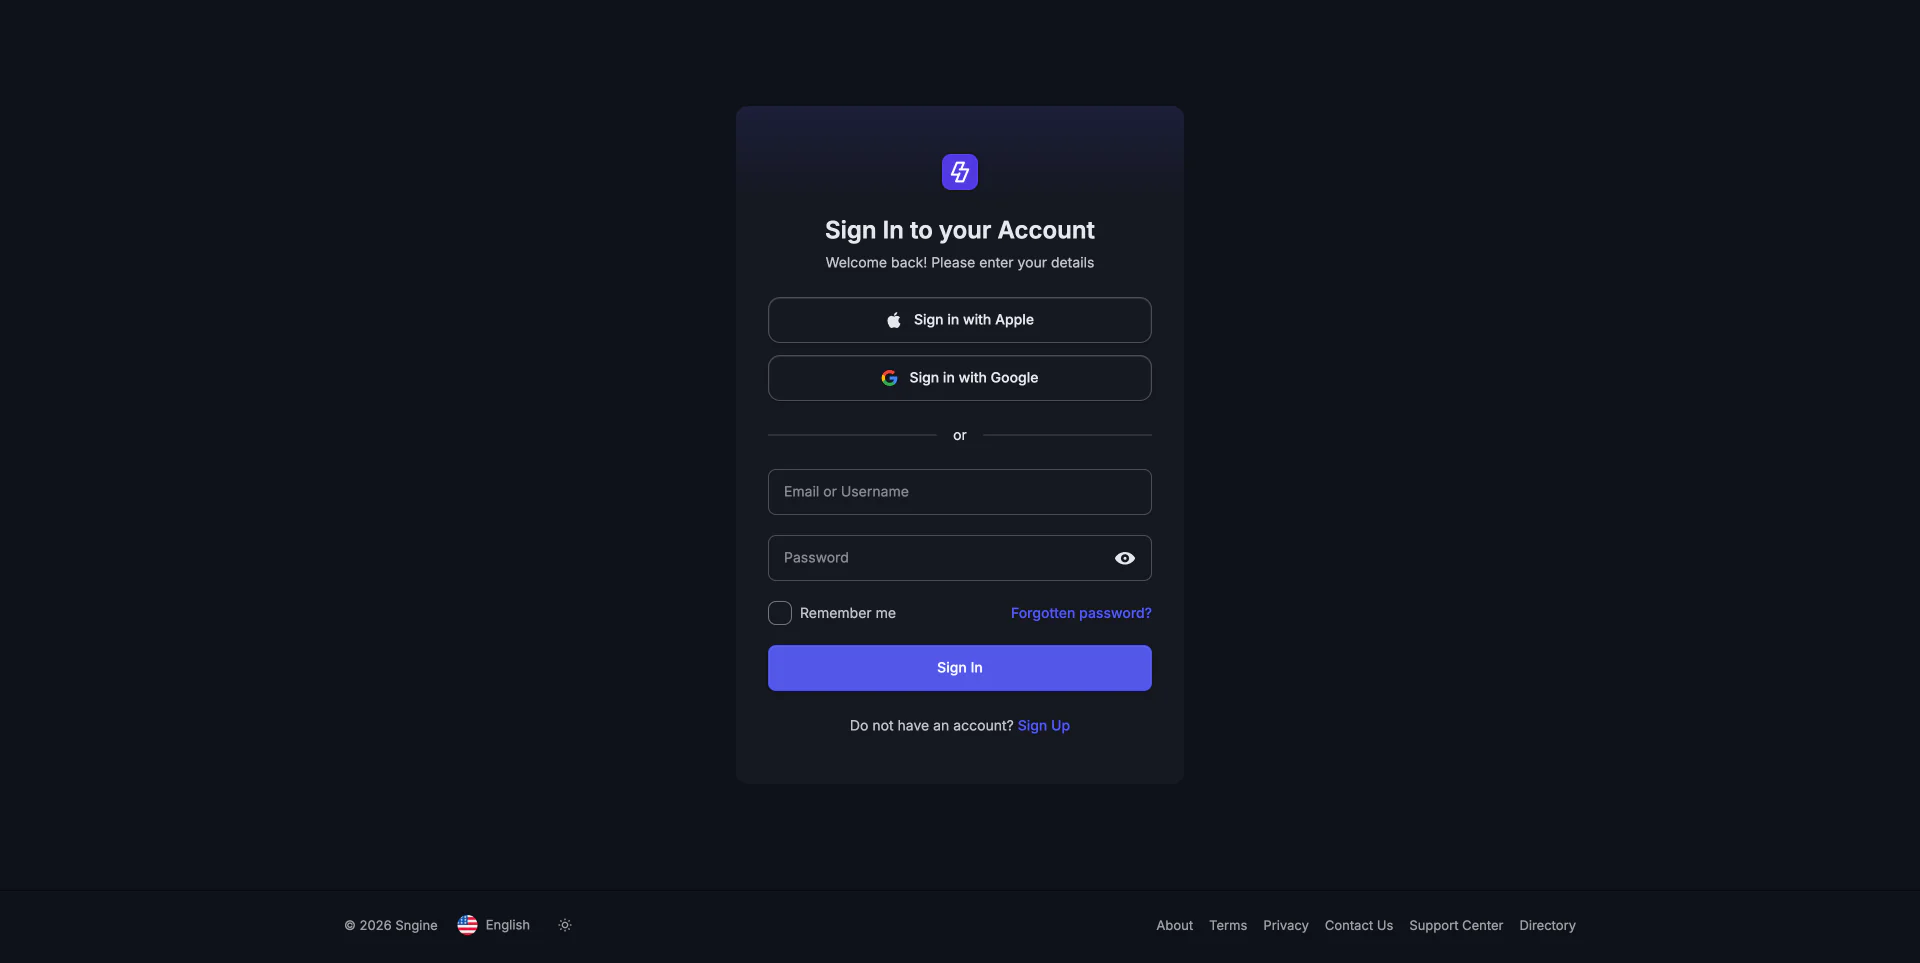 Sign In to your Account
Welcome back! Please enter your details
Sign in with Apple
Sign in with Google
or
Email or Username
Password
Remember me Forgotten password?
Sign In
Do not have an account? Sign Up
© 2026 Sngine English About Terms Privacy Contact Us Support Center Directory